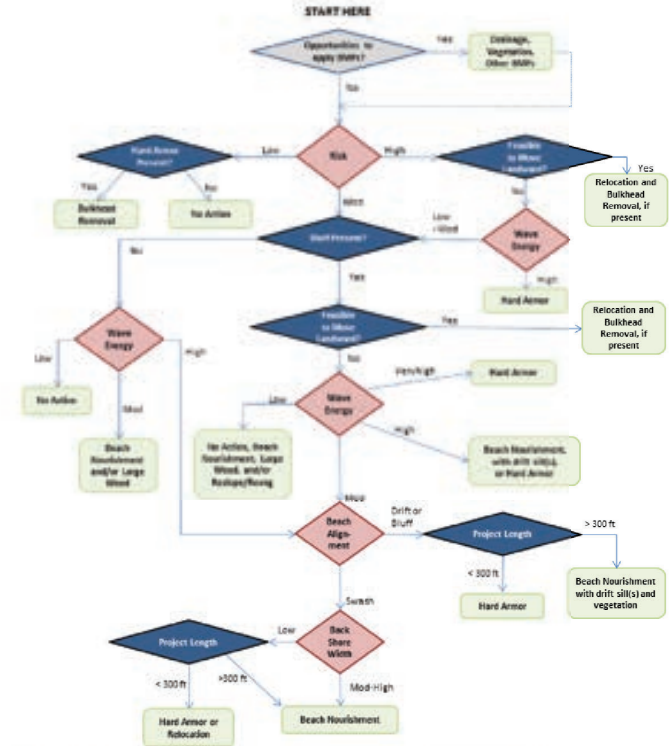 START HERE
Opportunities to
apply BMPs?
Yes
Drainage,
Vegetation,
Other BMPs
No
Hard Armor
Present?
Low
Risk
High
Feasible
to Move
Landward?
Yes
Relocation and
Bulkhead
Removal, if
present
Yes
No
Bulkhead
Removal
No Action
Mod
No
Low
- Mod
Wave
Energy
High
Hard Armor
Present?
No
Yes
Feasible
to Move
Landward?
Yes
Relocation and
Bulkhead
Removal, if
present
No
Wave
Energy
Low
High
No Action
Mod
Beach
Nourishment
and/or Large
Wood
Wave
Energy
Low
Very High
Hard Armor
High
No Action, Beach
Nourishment, Large
Wood, and/or
Beach Nourishment,
with drift sill(s),
or Hard Armor
Mod
Beach
Align-
ment
Drift or
Bluff
Project Length
> 300 ft
< 300 ft
Beach Nourishment
with drift sill(s) and
vegetation
Hard Armor
Swash
Back
Shore
Width
Low
Project Length
< 300 ft
>300 ft
Mod-High
Hard Armor or
Relocation
Beach Nourishment